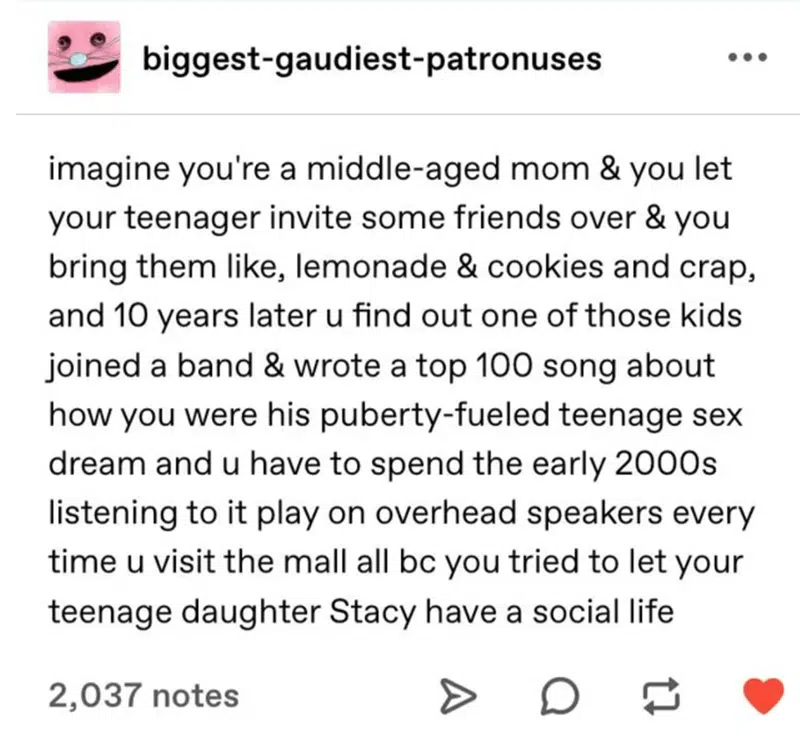 biggest-gaudiest-patronuses
imagine you're a middle-aged mom & you let
your teenager invite some friends over & you
bring them like, lemonade & cookies and crap,
and 10 years later u find out one of those kids
joined a band & wrote a top 100 song about
how you were his puberty-fueled teenage sex
dream and u have to spend the early 2000s
listening to it play on overhead speakers every
time u visit the mall all bc you tried to let your
teenage daughter Stacy have a social life
2,037 notes